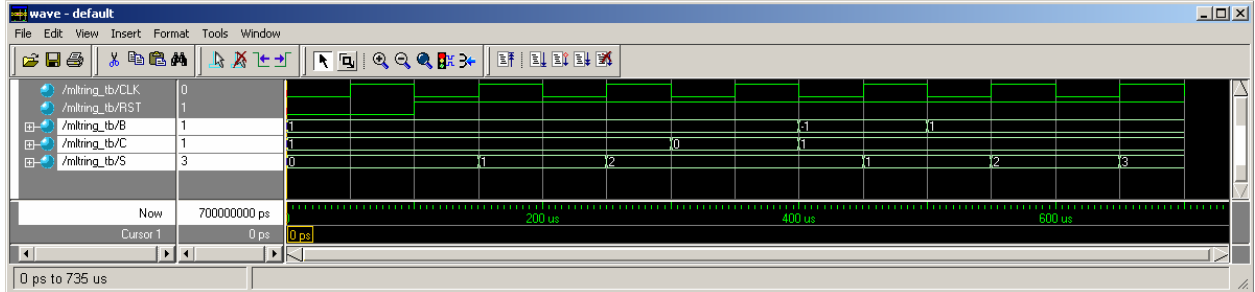 wave - default
File Edit View Insert Format Tools Window
/mltring_tb/CLK 0
/mltring_tb/RST 1
/mltring_tb/B 1 1 -1 1
/mltring_tb/C 1 1 0 1
/mltring_tb/S 3 0 1 2 1 2 3
Now 700000000 ps 200 us 400 us 600 us
Cursor 1 0 ps 0 ps
0 ps to 735 us